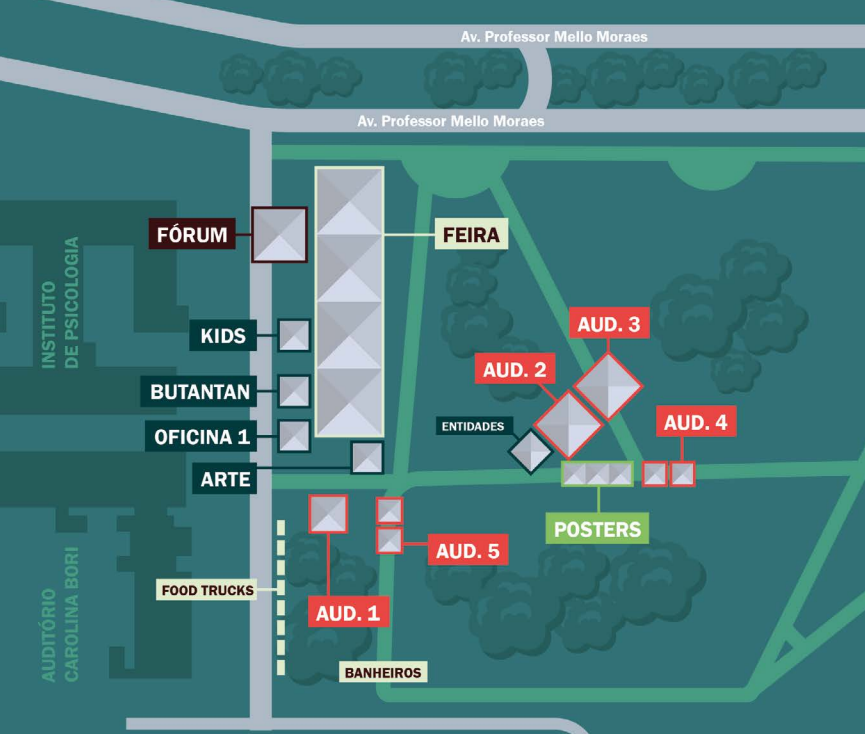 Av. Professor Mello Moraes
Av. Professor Mello Moraes
FÓRUM
FEIRA
INSTITUTO
DE PSICOLOGIA
KIDS
AUD. 3
AUD. 2
BUTANTAN
AUD. 4
ENTIDADES
OFICINA 1
ARTE
POSTERS
AUD. 5
FOOD TRUCKS
AUD. 1
AUDITÓRIO
CAROLINA BORI
BANHEIROS